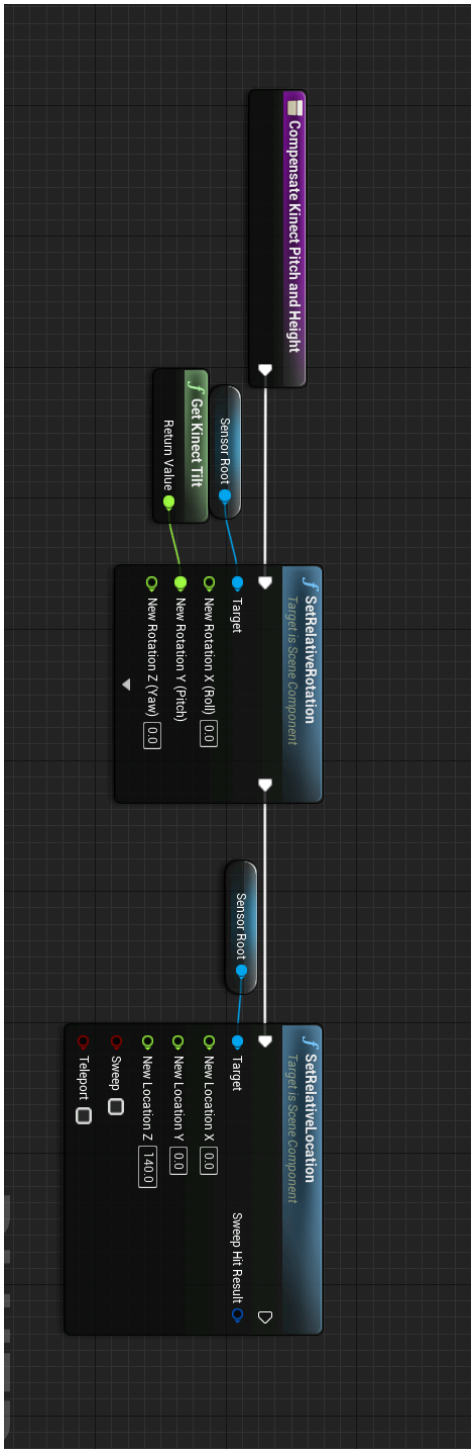 Compensate Kinect Pitch and Height
f Get Kinect Tilt
Return Value
Sensor Root
f SetRelativeRotation
Target is Scene Component
Target
New Rotation X (Roll) 0.0
New Rotation Y (Pitch)
New Rotation Z (Yaw) 0.0
Sensor Root
f SetRelativeLocation
Target is Scene Component
Target
Sweep Hit Result
New Location X 0.0
New Location Y 0.0
New Location Z 140.0
Sweep
Teleport